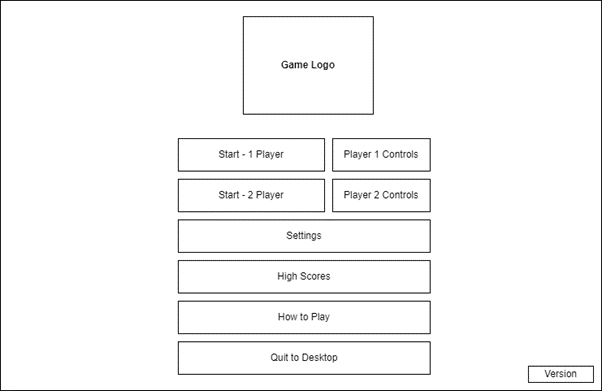 Game Logo
Start - 1 Player
Player 1 Controls
Start - 2 Player
Player 2 Controls
Settings
High Scores
How to Play
Quit to Desktop
Version